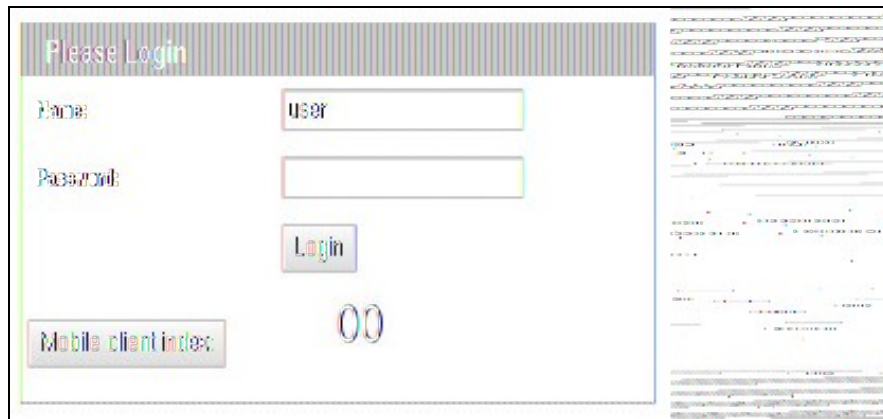 Please Login
Name:
user
Password:
Login
Mobile client index:
00